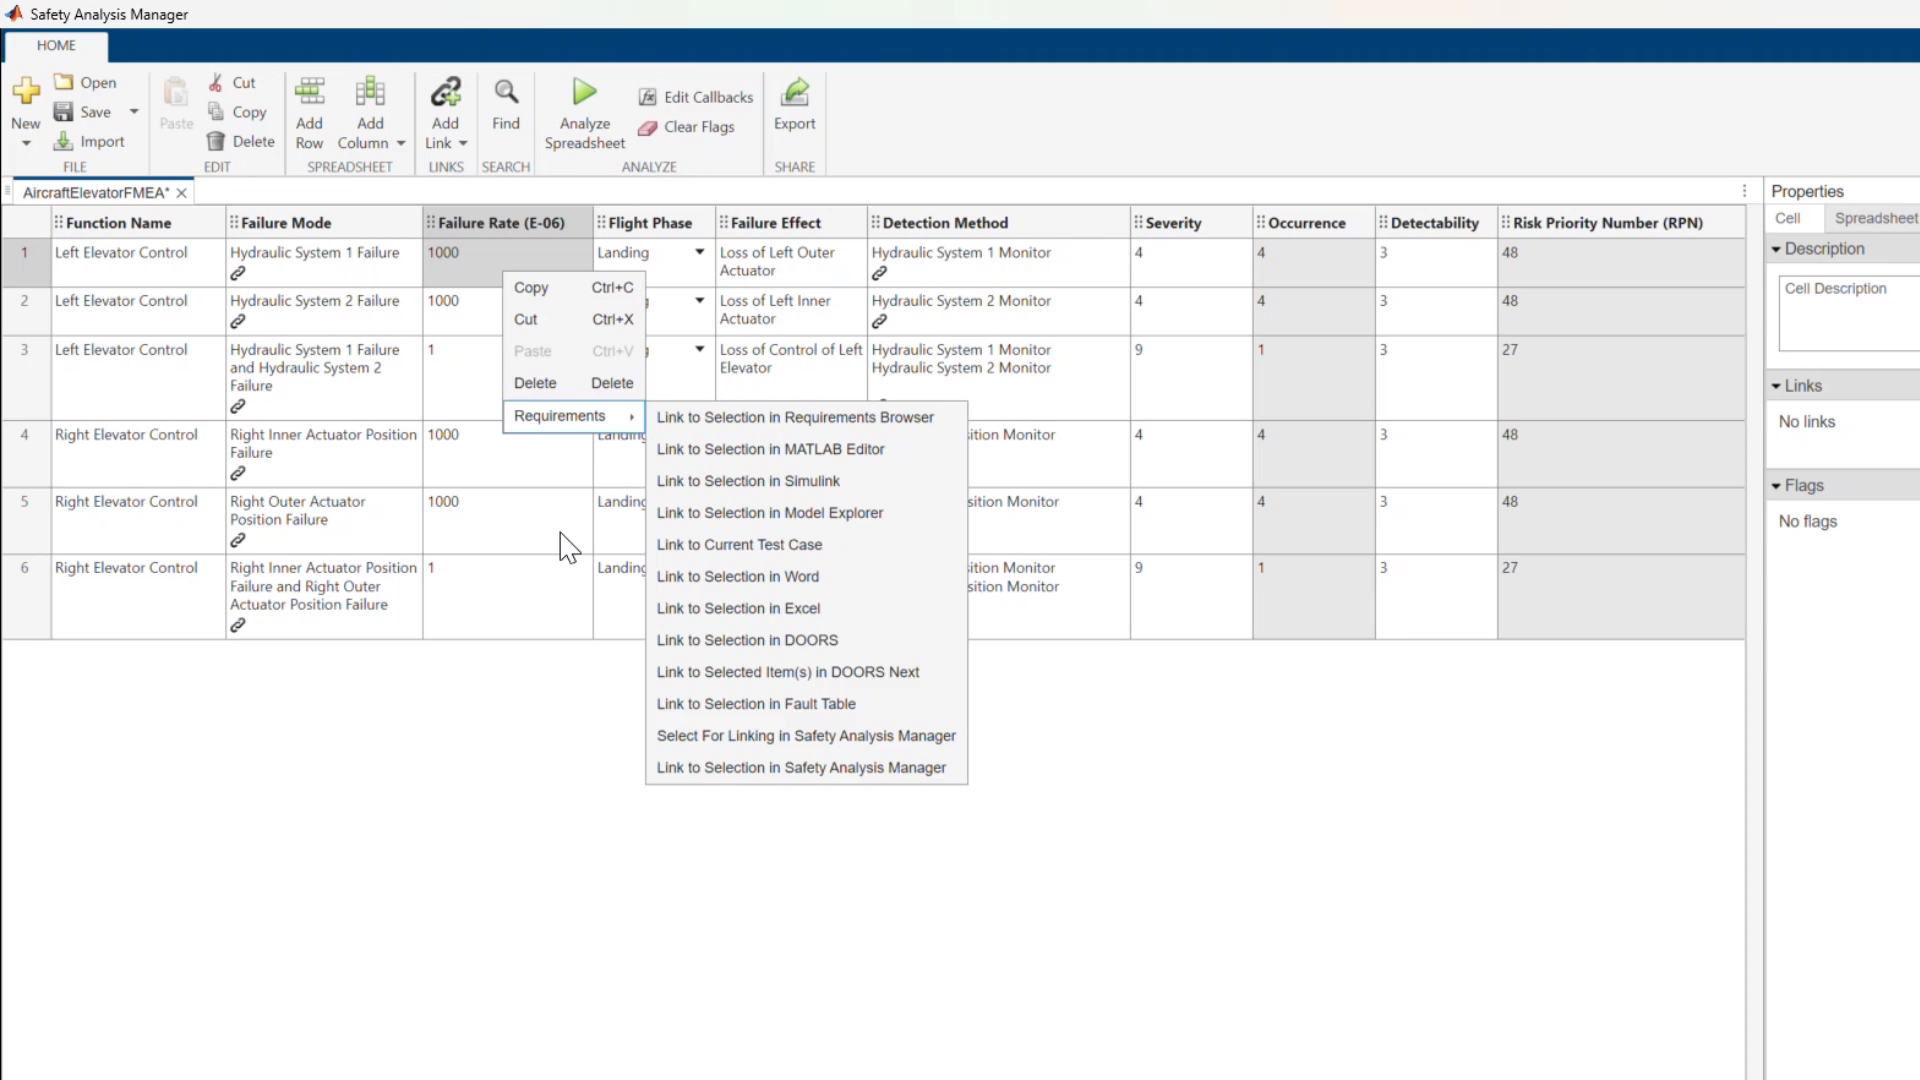 Safety Analysis Manager
HOME
New
Open
Save
Import
FILE
Paste
Cut
Copy
Delete
EDIT
Add Row
Add Column
SPREADSHEET
Add Link
LINKS
Find
SEARCH
Analyze Spreadsheet
Edit Callbacks
Clear Flags
ANALYZE
Export
SHARE
AircraftElevatorFMEA*
Function Name Failure Mode Failure Rate (E-06) Flight Phase Failure Effect Detection Method Severity Occurrence Detectability Risk Priority Number (RPN)
1 Left Elevator Control Hydraulic System 1 Failure 1000 Landing Loss of Left Outer Hydraulic System 1 Monitor 4 4 3 48
Actuator
2 Left Elevator Control Hydraulic System 2 Failure 1000 Loss of Left Inner Hydraulic System 2 Monitor 4 4 3 48
Actuator
3 Left Elevator Control Hydraulic System 1 Failure 1 Loss of Control of Left Hydraulic System 1 Monitor 9 1 3 27
and Hydraulic System 2 Elevator Hydraulic System 2 Monitor
Failure
4 Right Elevator Control Right Inner Actuator Position 1000 Monitor 4 4 3 48
Failure
5 Right Elevator Control Right Outer Actuator 1000 Monitor 4 4 3 48
Position Failure
6 Right Elevator Control Right Inner Actuator Position 1 Monitor 9 1 3 27
Failure and Right Outer Monitor
Actuator Position Failure
Copy Ctrl+C
Cut Ctrl+X
Paste Ctrl+V
Delete Delete
Requirements
Link to Selection in Requirements Browser
Link to Selection in MATLAB Editor
Link to Selection in Simulink
Link to Selection in Model Explorer
Link to Current Test Case
Link to Selection in Word
Link to Selection in Excel
Link to Selection in DOORS
Link to Selected Item(s) in DOORS Next
Link to Selection in Fault Table
Select For Linking in Safety Analysis Manager
Link to Selection in Safety Analysis Manager
Properties
Cell Spreadsheet
Description
Cell Description
Links
No links
Flags
No flags